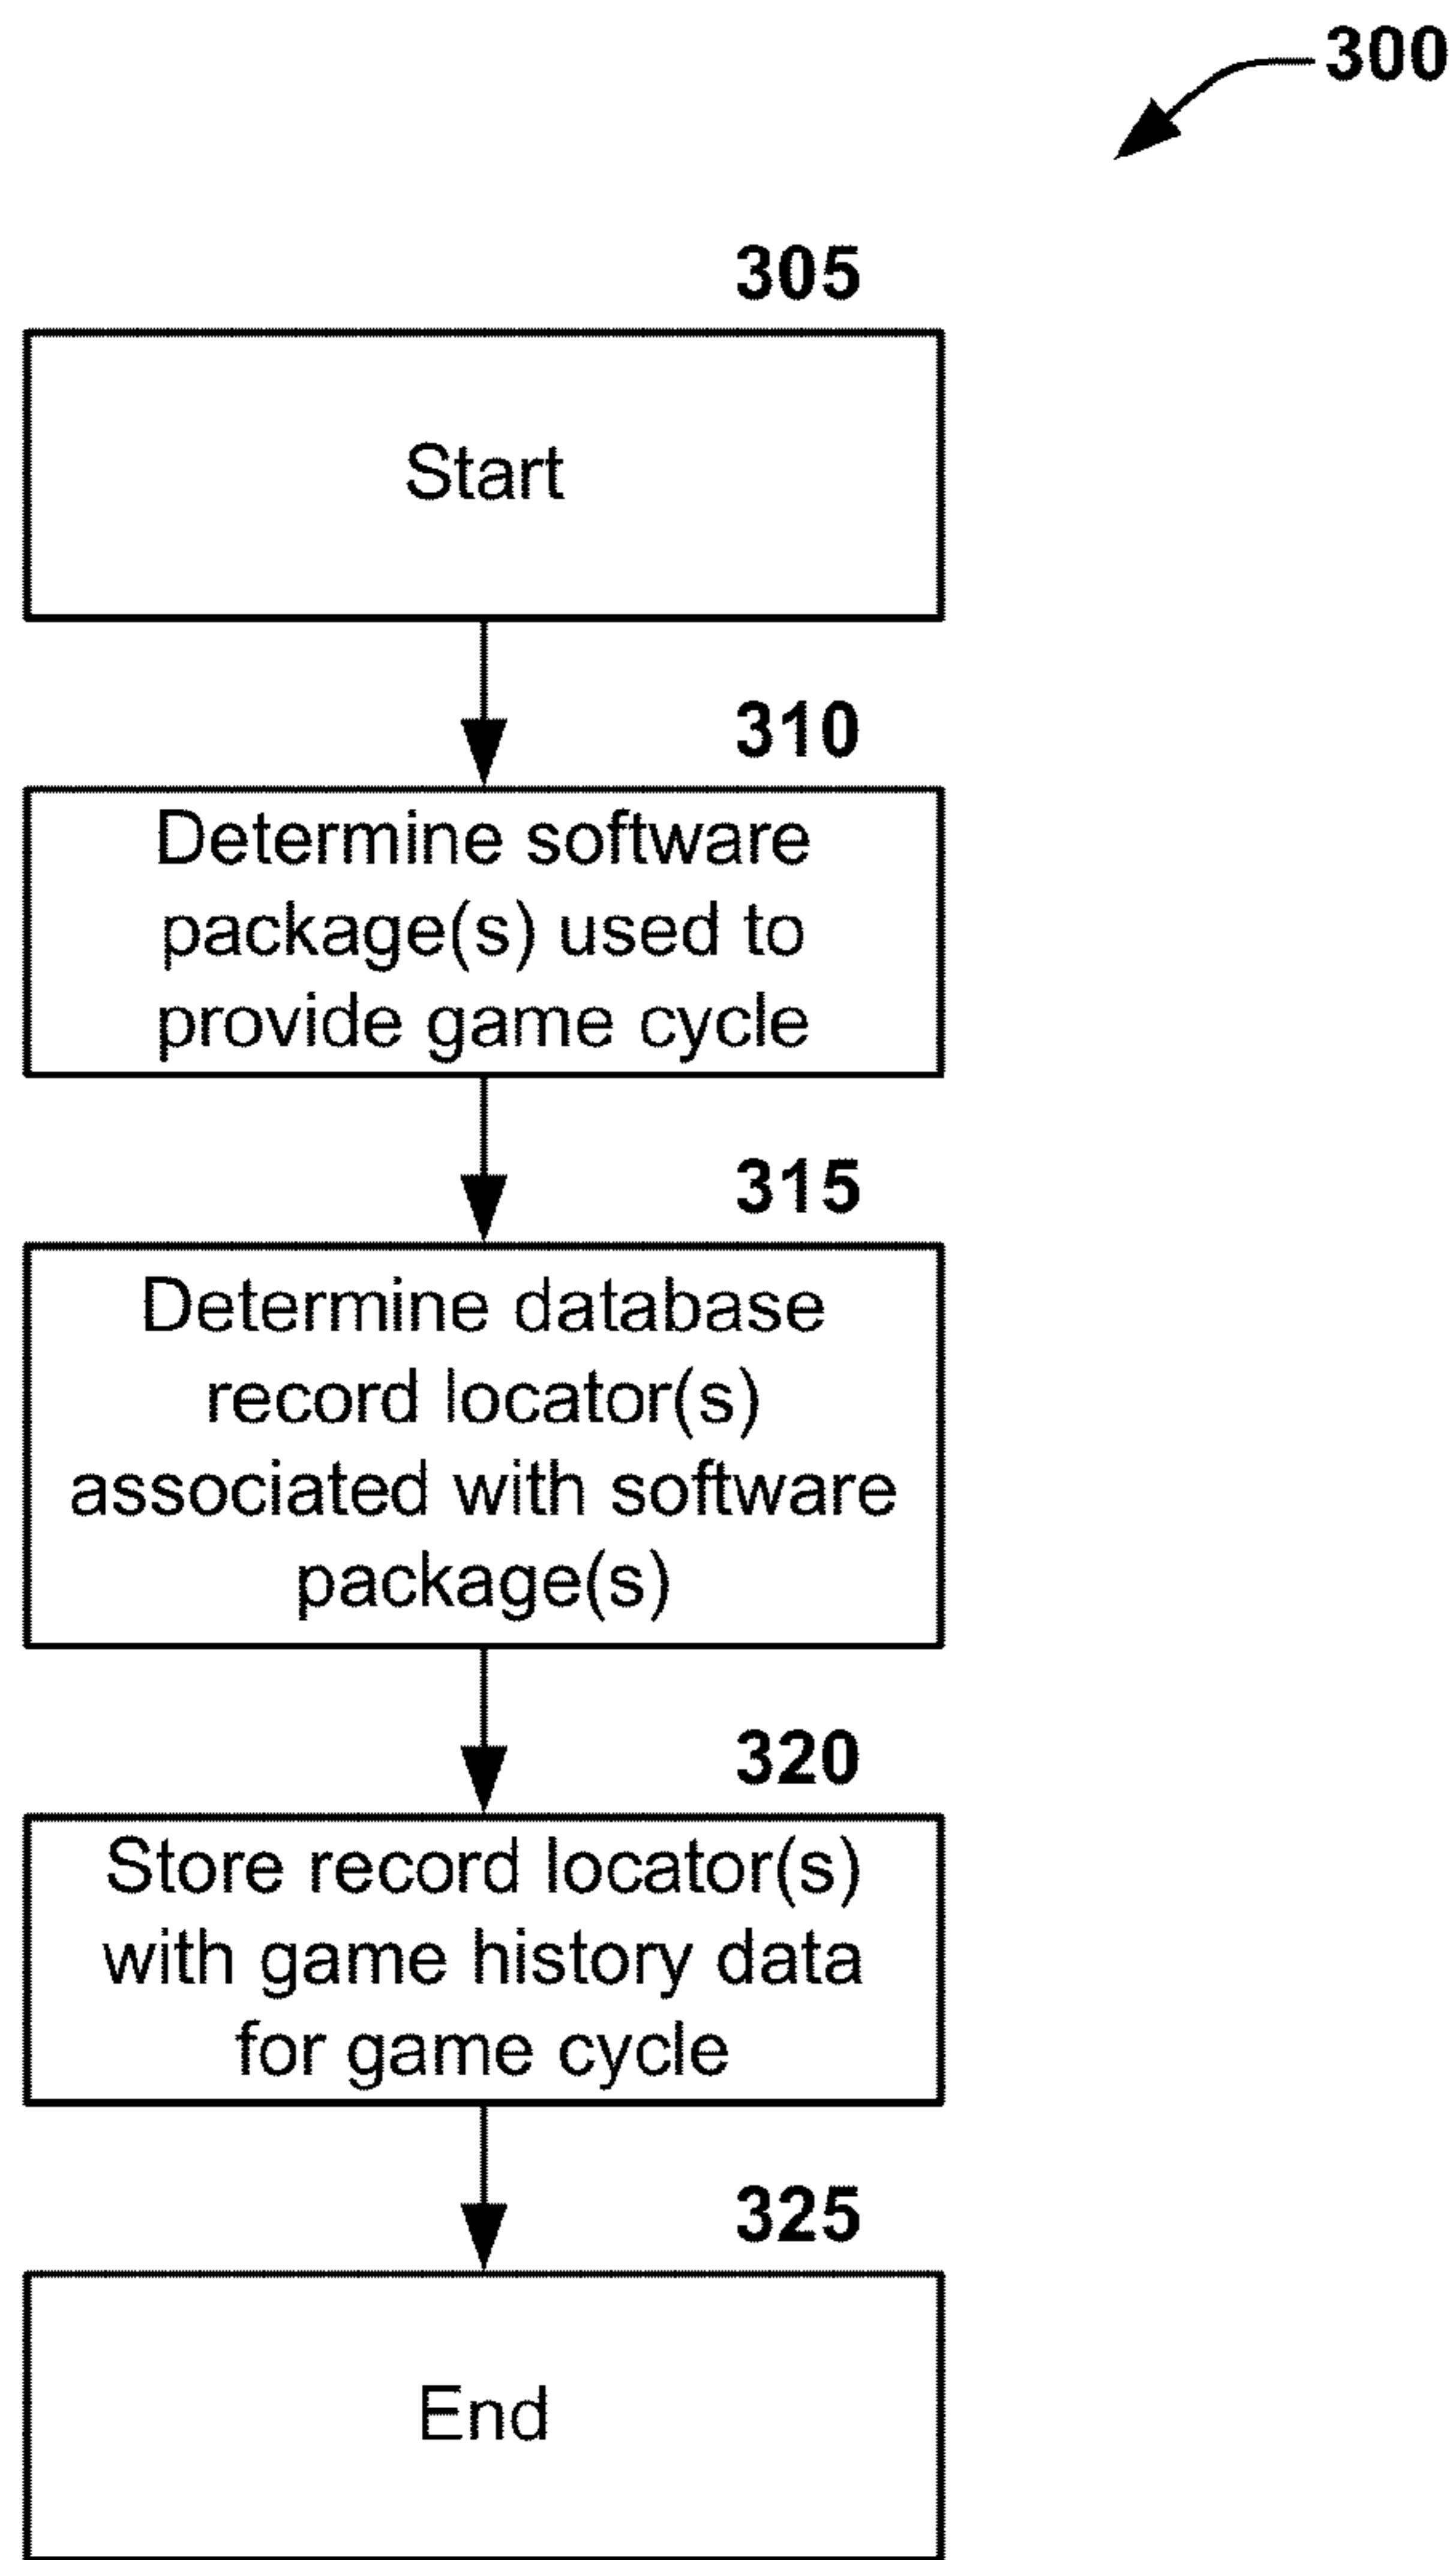 300
305
Start
310
Determine software
package(s) used to
provide game cycle
315
Determine database
record locator(s)
associated with software
package(s)
320
Store record locator(s)
with game history data
for game cycle
325
End